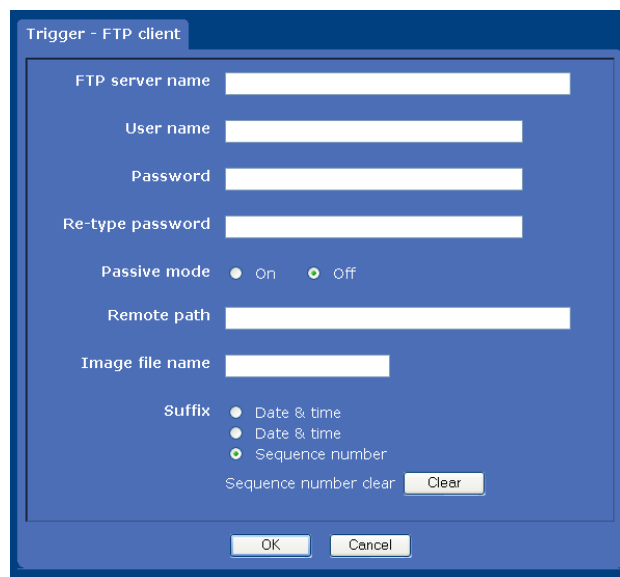 Trigger - FTP client
FTP server name
User name
Password
Re-type password
Passive mode On Off
Remote path
Image file name
Suffix Date & time
Date & time
Sequence number
Sequence number clear Clear
OK Cancel